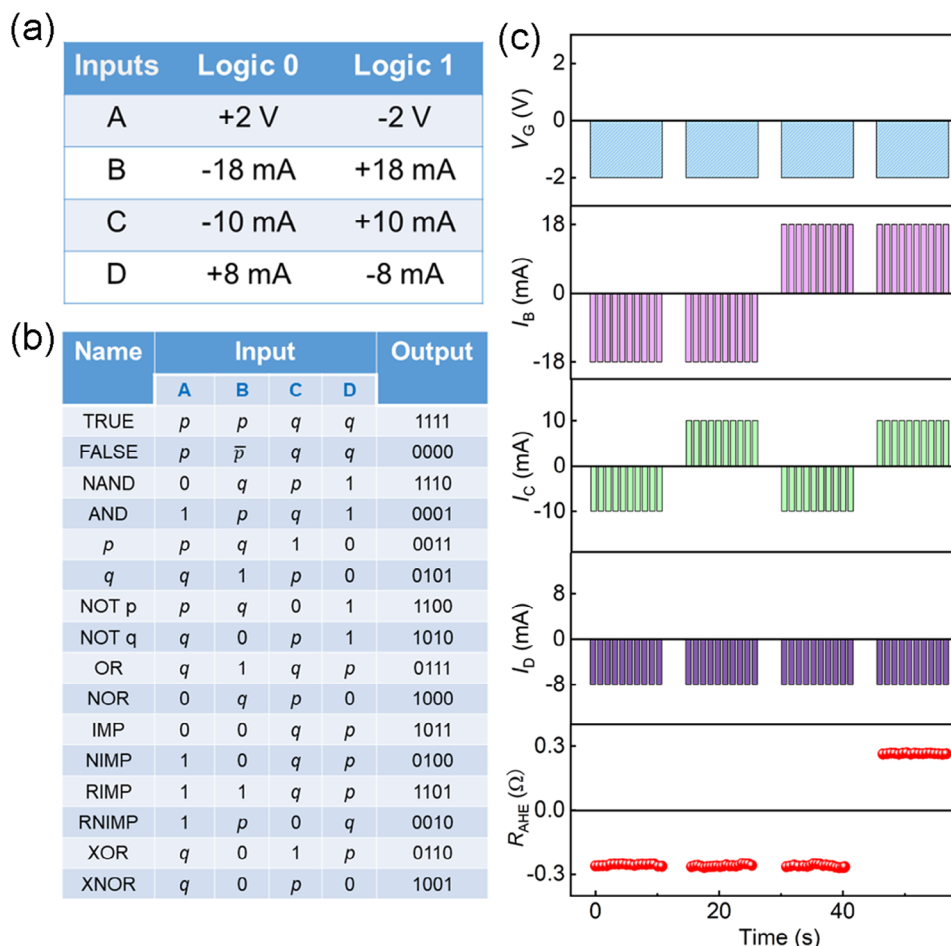 (a)
Inputs Logic 0 Logic 1
A +2 V -2 V
B -18 mA +18 mA
C -10 mA +10 mA
D +8 mA -8 mA
(b)
Name Input Output
A B C D
TRUE p p q q 1111
FALSE p p̅ q q 0000
NAND 0 q p 1 1110
AND 1 p q 1 0001
p p q 1 0 0011
q q 1 p 0 0101
NOT p p q 0 1 1100
NOT q q 0 p 1 1010
OR q 1 q p 0111
NOR 0 q p 0 1000
IMP 0 0 q p 1011
NIMP 1 0 q p 0100
RIMP 1 1 q p 1101
RNIMP 1 p 0 q 0010
XOR q 0 1 p 0110
XNOR q 0 p 0 1001
(c)
VG (V)
2
0
-2
IB (mA)
18
0
-18
IC (mA)
10
0
-10
ID (mA)
8
0
-8
RAHE (Ω)
0.3
0.0
-0.3
0 20 40
Time (s)